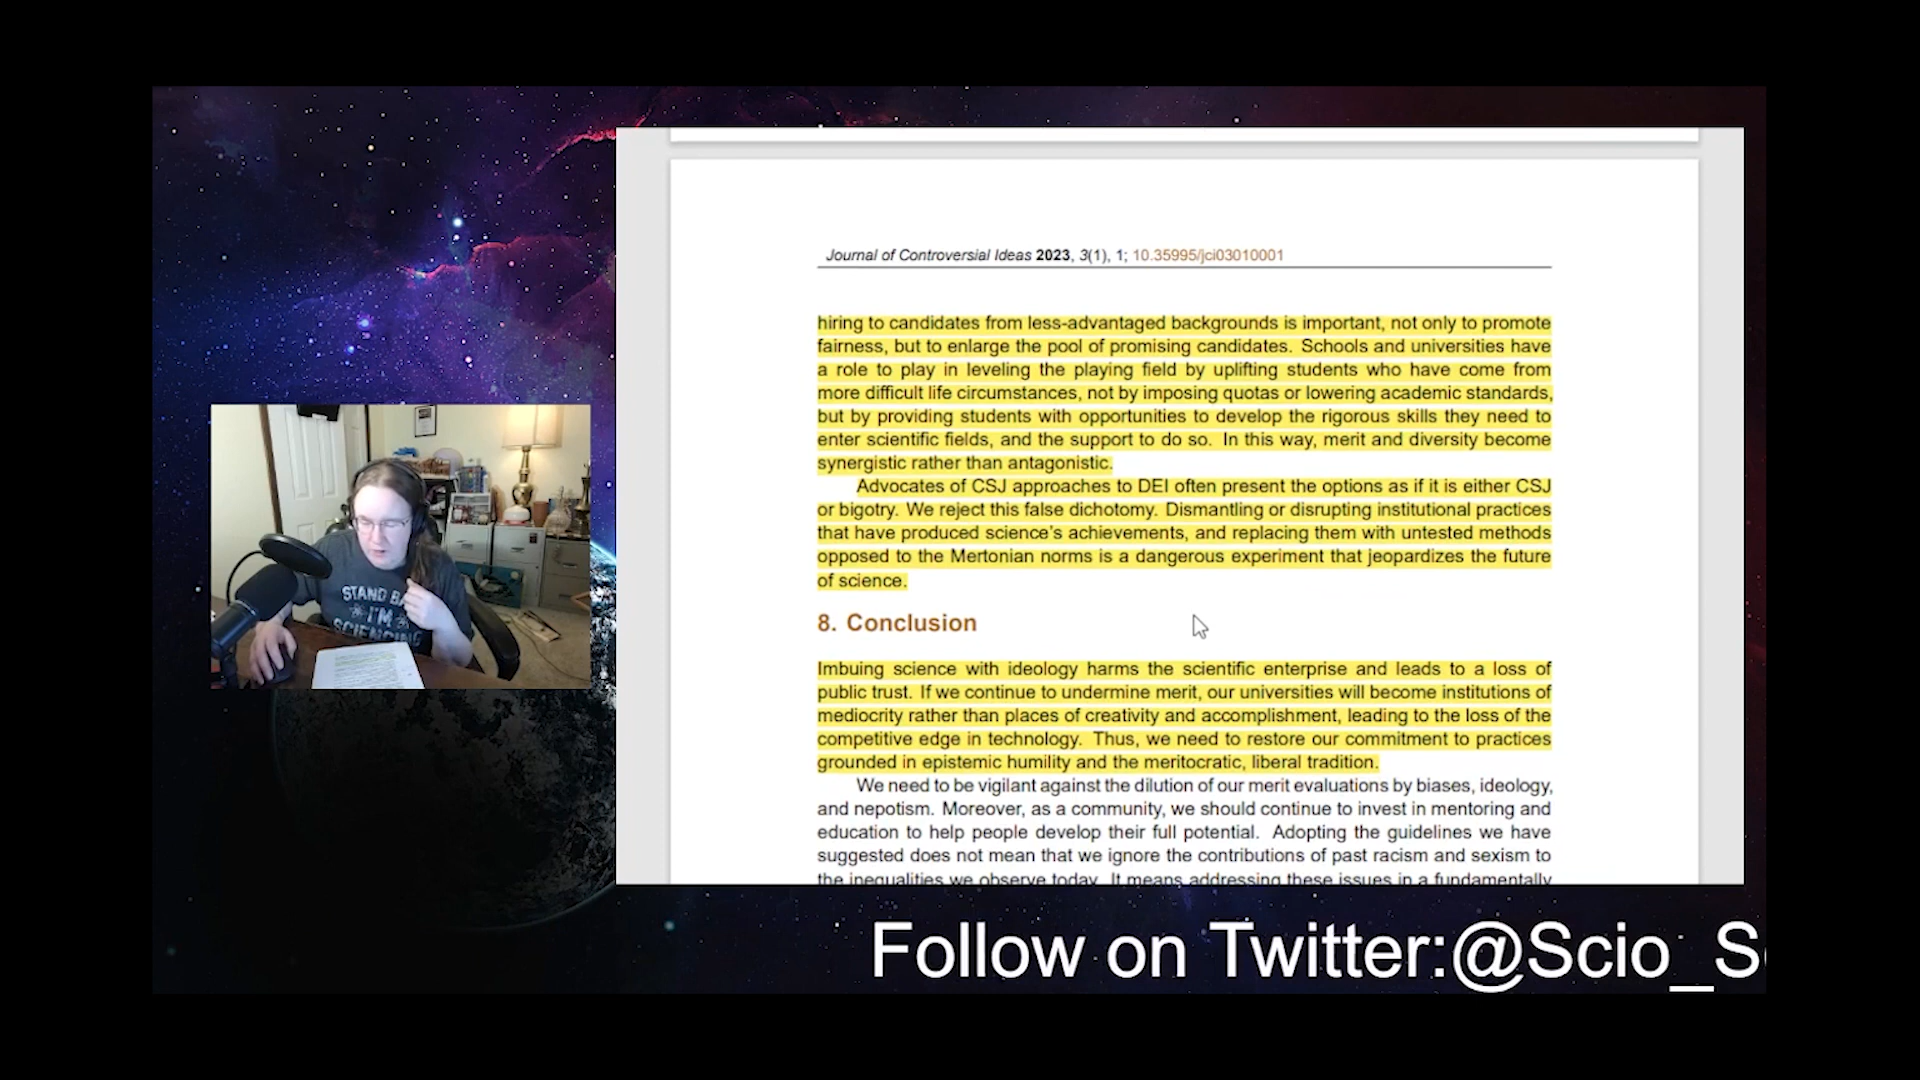 Journal of Controversial Ideas 2023, 3(1), 1; 10.35995/jci03010001
hiring to candidates from less-advantaged backgrounds is important, not only to promote
fairness, but to enlarge the pool of promising candidates. Schools and universities have
a role to play in leveling the playing field by uplifting students who have come from
more difficult life circumstances, not by imposing quotas or lowering academic standards,
but by providing students with opportunities to develop the rigorous skills they need to
enter scientific fields, and the support to do so. In this way, merit and diversity become
synergistic rather than antagonistic.
Advocates of CSJ approaches to DEI often present the options as if it is either CSJ
or bigotry. We reject this false dichotomy. Dismantling or disrupting institutional practices
that have produced science's achievements, and replacing them with untested methods
opposed to the Mertonian norms is a dangerous experiment that jeopardizes the future
of science.
8. Conclusion
Imbuing science with ideology harms the scientific enterprise and leads to a loss of
public trust. If we continue to undermine merit, our universities will become institutions of
mediocrity rather than places of creativity and accomplishment, leading to the loss of the
competitive edge in technology. Thus, we need to restore our commitment to practices
grounded in epistemic humility and the meritocratic, liberal tradition.
We need to be vigilant against the dilution of our merit evaluations by biases, ideology,
and nepotism. Moreover, as a community, we should continue to invest in mentoring and
education to help people develop their full potential. Adopting the guidelines we have
suggested does not mean that we ignore the contributions of past racism and sexism to
the inequalities we observe today. It means addressing these issues in a fundamentally
STAND
I'M
SCIENCING
Follow on Twitter:@Scio_S